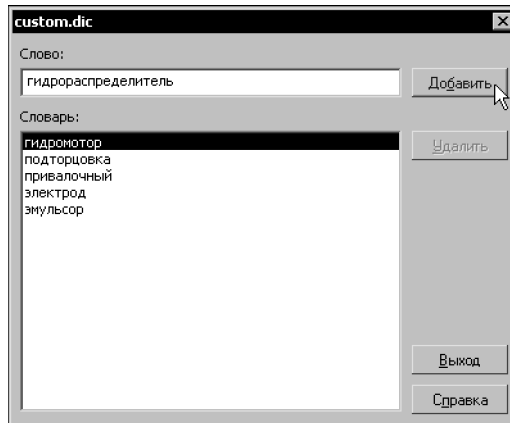 custom.dic
Слово:
гидрораспределитель
Добавить
Словарь:
гидромотор
подторцовка
привалочный
электрод
эмульсор
Удалить
Выход
Справка